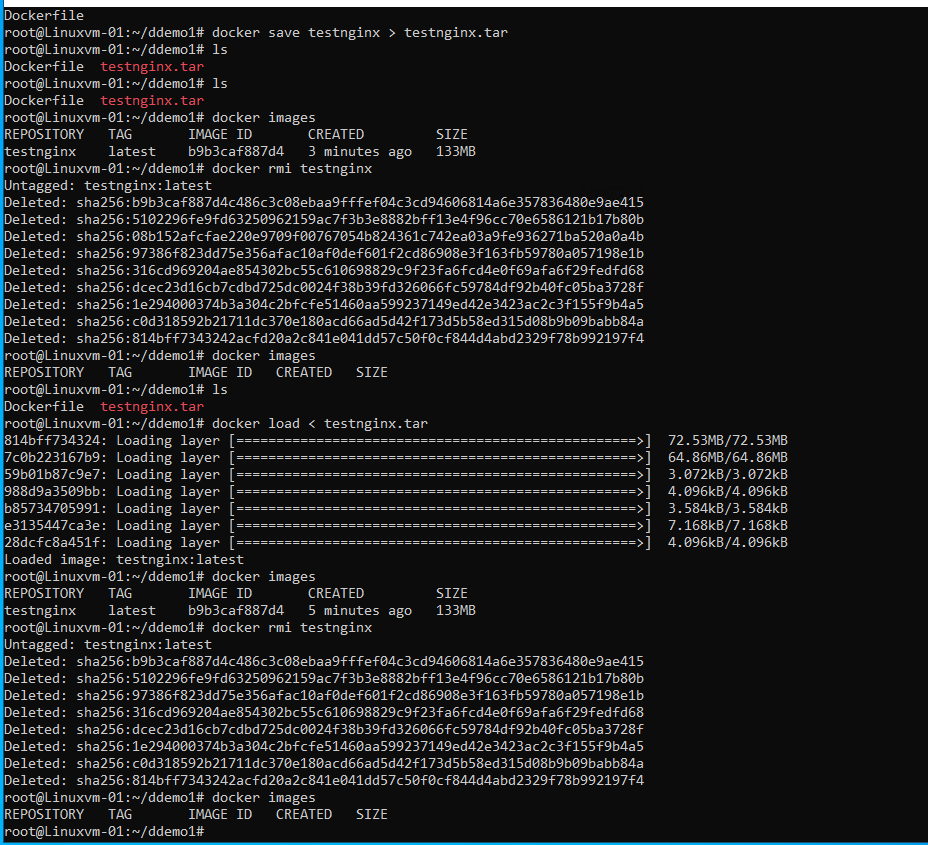 Dockerfile
root@Linuxvm-01:~/ddemo1# docker save testnginx > testnginx.tar
root@Linuxvm-01:~/ddemo1# ls
Dockerfile  testnginx.tar
root@Linuxvm-01:~/ddemo1# ls
Dockerfile  testnginx.tar
root@Linuxvm-01:~/ddemo1# docker images
REPOSITORY   TAG       IMAGE ID       CREATED         SIZE
testnginx    latest    b9b3caf887d4   3 minutes ago   133MB
root@Linuxvm-01:~/ddemo1# docker rmi testnginx
Untagged: testnginx:latest
Deleted: sha256:b9b3caf887d4c486c3c08ebaa9fffef04c3cd94606814a6e357836480e9ae415
Deleted: sha256:5102296fe9fd63250962159ac7f3b3e8882bff13e4f96cc70e6586121b17b80b
Deleted: sha256:08b152afcfae220e9709f00767054b824361c742ea03a9fe936271ba520a0a4b
Deleted: sha256:97386f823dd75e356afac10af0def601f2cd86908e3f163fb59780a057198e1b
Deleted: sha256:316cd969204ae854302bc55c610698829c9f23fa6fcd4e0f69afa6f29fedfd68
Deleted: sha256:dcec23d16cb7cdbd725dc0024f38b39fd326066fc59784df92b40fc05ba3728f
Deleted: sha256:1e294000374b3a304c2bfcfe51460aa599237149ed42e3423ac2c3f155f9b4a5
Deleted: sha256:c0d318592b21711dc370e180acd66ad5d42f173d5b58ed315d08b9b09babb84a
Deleted: sha256:814bff7343242acfd20a2c841e041dd57c50f0cf844d4abd2329f78b992197f4
root@Linuxvm-01:~/ddemo1# docker images
REPOSITORY   TAG       IMAGE ID   CREATED   SIZE
root@Linuxvm-01:~/ddemo1# ls
Dockerfile  testnginx.tar
root@Linuxvm-01:~/ddemo1# docker load < testnginx.tar
814bff734324: Loading layer [==================================================>]  72.53MB/72.53MB
7c0b223167b9: Loading layer [==================================================>]  64.86MB/64.86MB
59b01b87c9e7: Loading layer [==================================================>]  3.072kB/3.072kB
988d9a3509bb: Loading layer [==================================================>]  4.096kB/4.096kB
b85734705991: Loading layer [==================================================>]  3.584kB/3.584kB
e3135447ca3e: Loading layer [==================================================>]  7.168kB/7.168kB
28dcfc8a451f: Loading layer [==================================================>]  4.096kB/4.096kB
Loaded image: testnginx:latest
root@Linuxvm-01:~/ddemo1# docker images
REPOSITORY   TAG       IMAGE ID       CREATED         SIZE
testnginx    latest    b9b3caf887d4   5 minutes ago   133MB
root@Linuxvm-01:~/ddemo1# docker rmi testnginx
Untagged: testnginx:latest
Deleted: sha256:b9b3caf887d4c486c3c08ebaa9fffef04c3cd94606814a6e357836480e9ae415
Deleted: sha256:5102296fe9fd63250962159ac7f3b3e8882bff13e4f96cc70e6586121b17b80b
Deleted: sha256:97386f823dd75e356afac10af0def601f2cd86908e3f163fb59780a057198e1b
Deleted: sha256:316cd969204ae854302bc55c610698829c9f23fa6fcd4e0f69afa6f29fedfd68
Deleted: sha256:dcec23d16cb7cdbd725dc0024f38b39fd326066fc59784df92b40fc05ba3728f
Deleted: sha256:1e294000374b3a304c2bfcfe51460aa599237149ed42e3423ac2c3f155f9b4a5
Deleted: sha256:c0d318592b21711dc370e180acd66ad5d42f173d5b58ed315d08b9b09babb84a
Deleted: sha256:814bff7343242acfd20a2c841e041dd57c50f0cf844d4abd2329f78b992197f4
root@Linuxvm-01:~/ddemo1# docker images
REPOSITORY   TAG       IMAGE ID   CREATED   SIZE
root@Linuxvm-01:~/ddemo1#